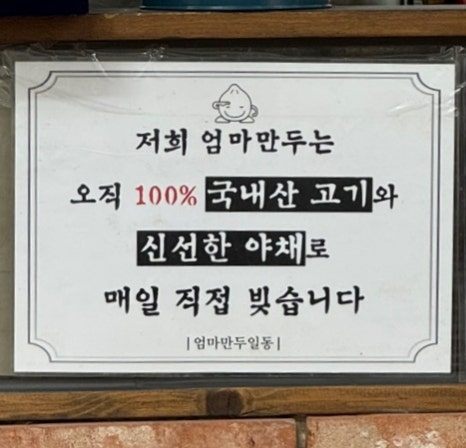 저희 엄마만두는
오직 100% 국내산 고기와
신선한 야채로
매일 직접 빚습니다
|엄마만두일동|